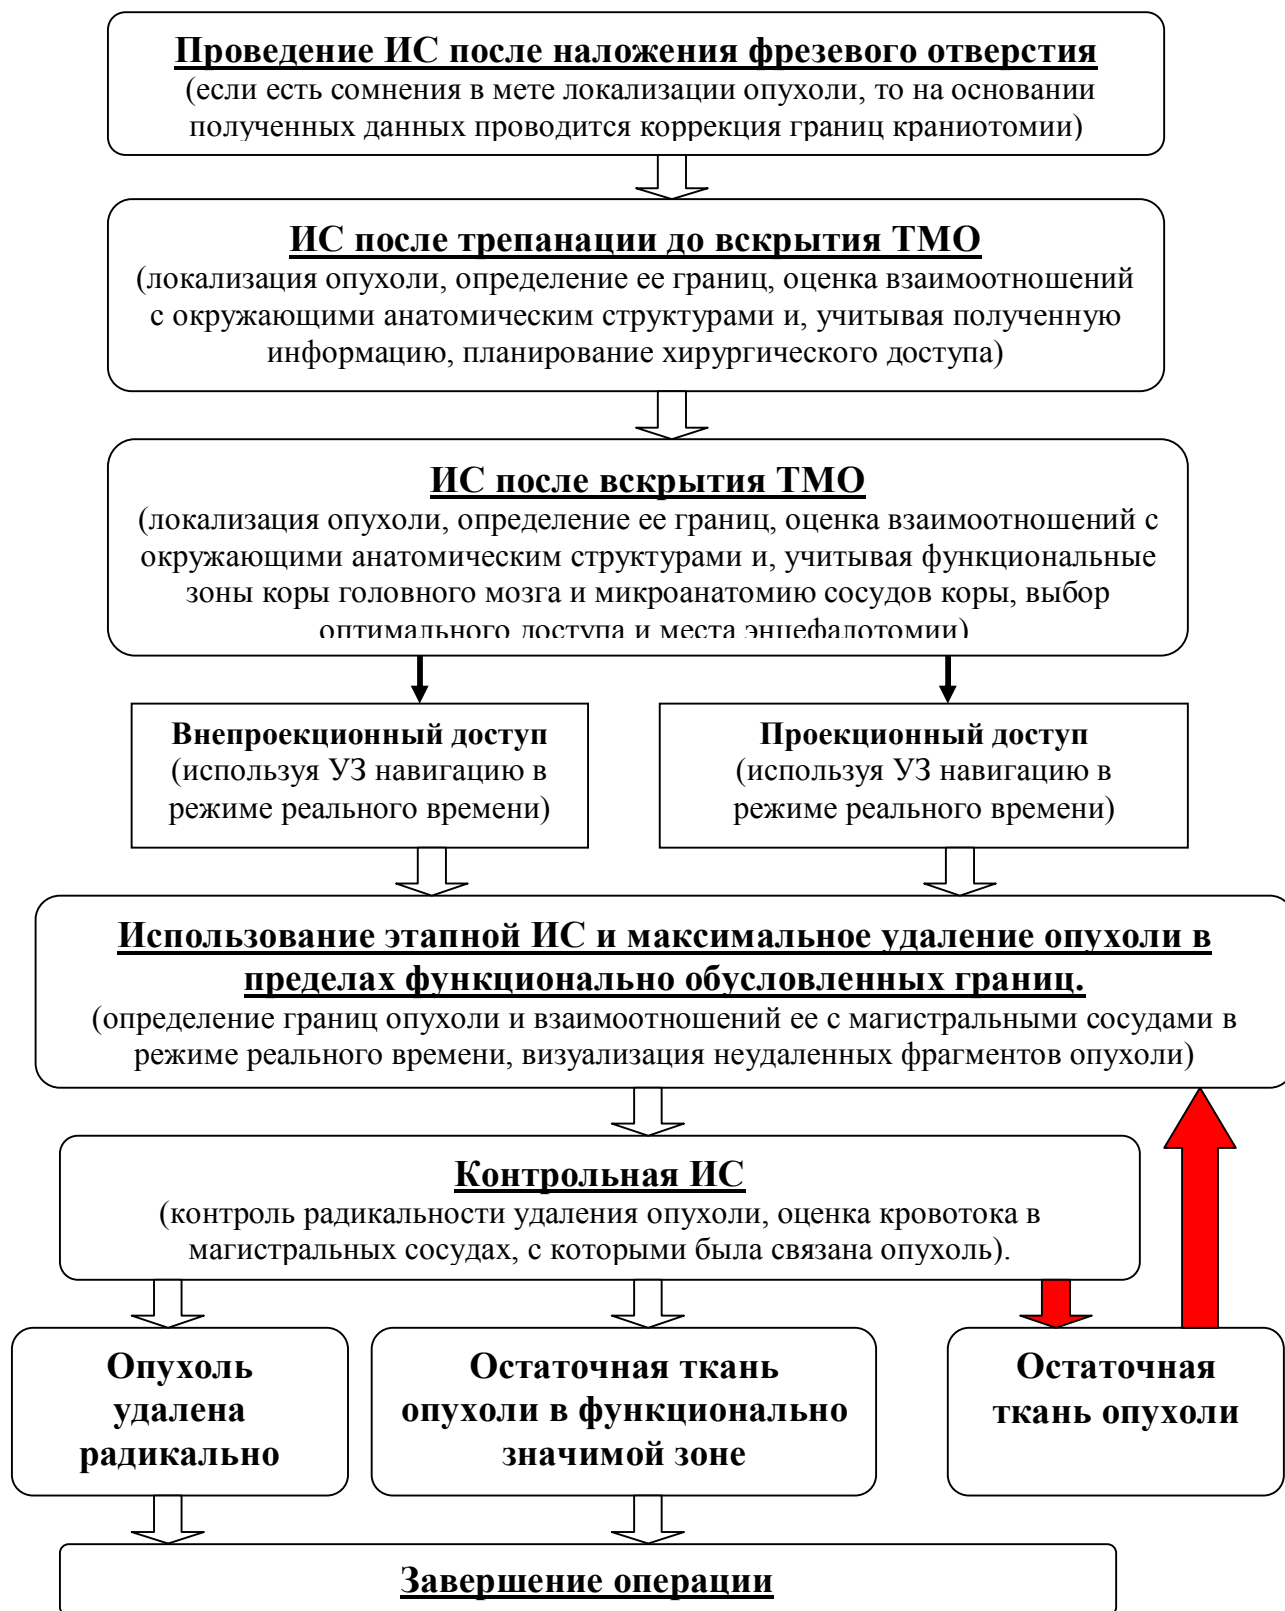 Проведение ИС после наложения фрезевого отверстия
(если есть сомнения в мете локализации опухоли, то на основании
полученных данных проводится коррекция границ краниотомии)
ИС после трепанации до вскрытия ТМО
(локализация опухоли, определение ее границ, оценка взаимоотношений
с окружающими анатомическим структурами и, учитывая полученную
информацию, планирование хирургического доступа)
ИС после вскрытия ТМО
(локализация опухоли, определение ее границ, оценка взаимоотношений с
окружающими анатомическим структурами и, учитывая функциональные
зоны коры головного мозга и микроанатомию сосудов коры, выбор
оптимального доступа и места энцефалотомии)
Внепроекционный доступ
(используя УЗ навигацию в
режиме реального времени)
Проекционный доступ
(используя УЗ навигацию в
режиме реального времени)
Использование этапной ИС и максимальное удаление опухоли в
пределах функционально обусловленных границ.
(определение границ опухоли и взаимоотношений ее с магистральными сосудами в
режиме реального времени, визуализация неудаленных фрагментов опухоли)
Контрольная ИС
(контроль радикальности удаления опухоли, оценка кровотока в
магистральных сосудах, с которыми была связана опухоль).
Опухоль
удалена
радикально
Остаточная ткань
опухоли в функционально
значимой зоне
Остаточная
ткань опухоли
Завершение операции